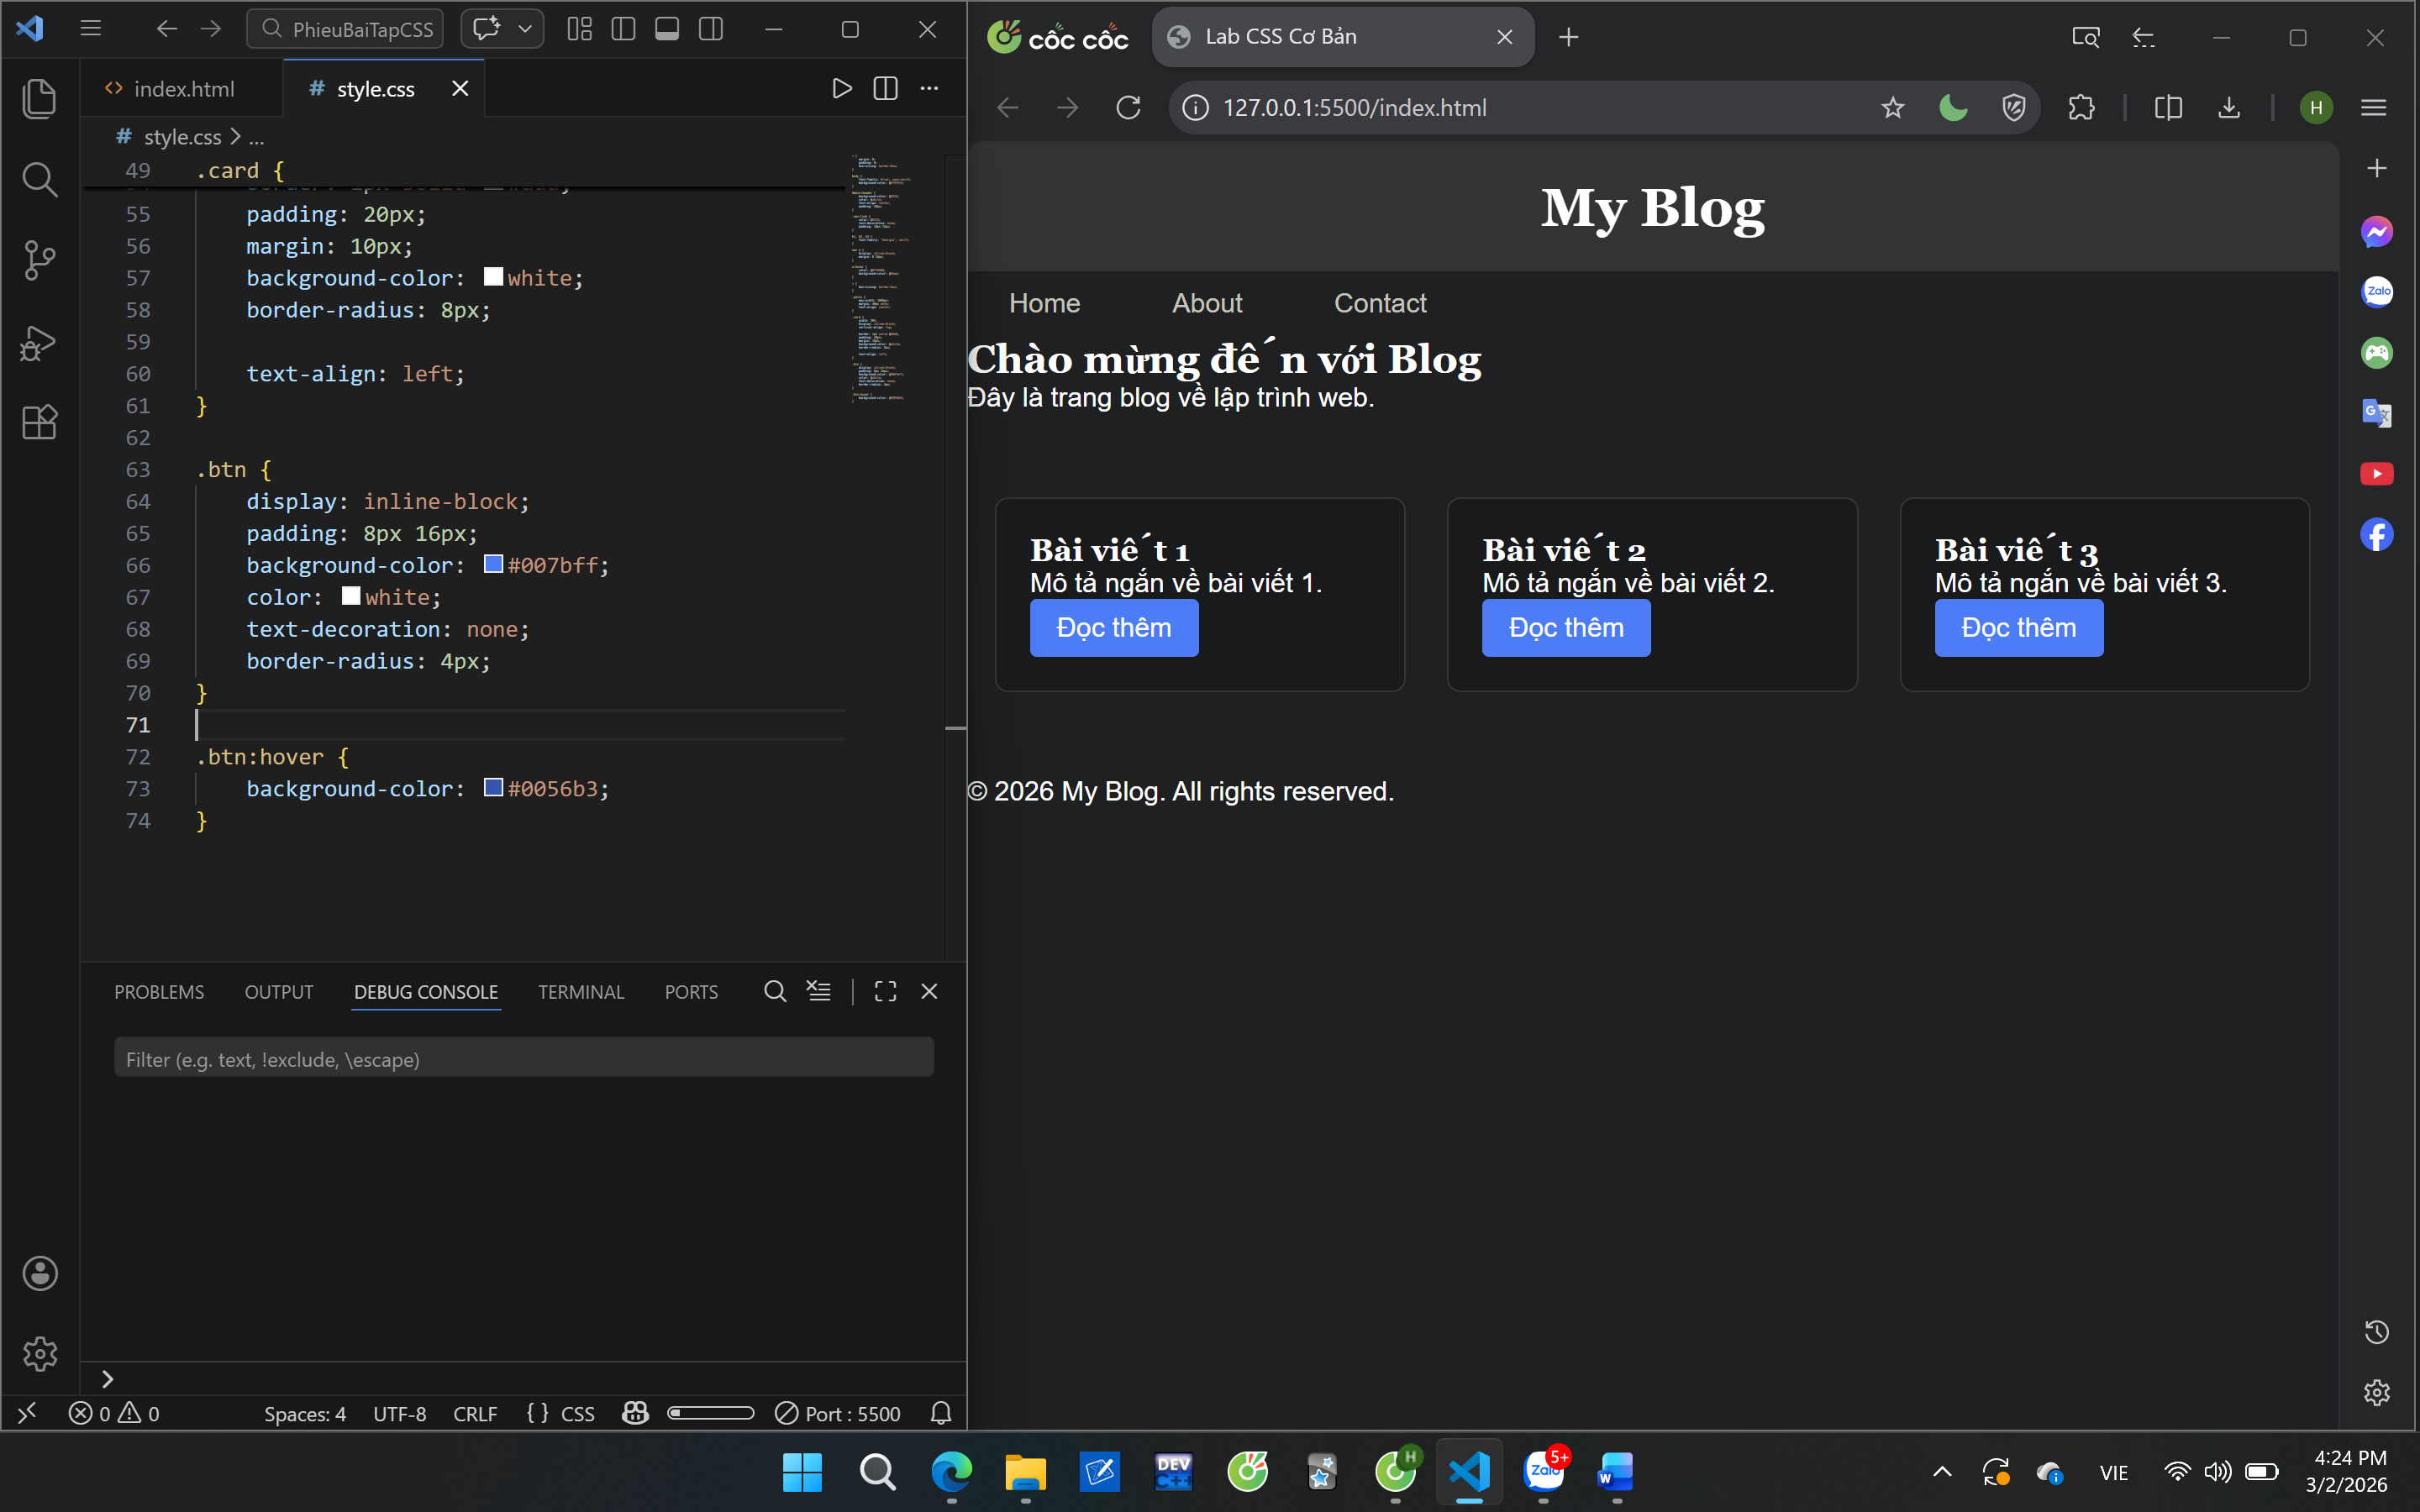 PhieuBaiTapCSS
index.html
style.css
style.css > ...
49 .card {
55 padding: 20px;
56 margin: 10px;
57 background-color: white;
58 border-radius: 8px;
59
60 text-align: left;
61 }
62
63 .btn {
64 display: inline-block;
65 padding: 8px 16px;
66 background-color: #007bff;
67 color: white;
68 text-decoration: none;
69 border-radius: 4px;
70 }
71
72 .btn:hover {
73 background-color: #0056b3;
74 }
PROBLEMS OUTPUT DEBUG CONSOLE TERMINAL PORTS
Filter (e.g. text, !exclude, \escape)
0 0 Spaces: 4 UTF-8 CRLF { } CSS Port : 5500
cốc cốc
Lab CSS Cơ Bản
127.0.0.1:5500/index.html
H
My Blog
Home About Contact
Chào mừng đến với Blog
Đây là trang blog về lập trình web.
Bài viết 1
Mô tả ngắn về bài viết 1.
Đọc thêm
Bài viết 2
Mô tả ngắn về bài viết 2.
Đọc thêm
Bài viết 3
Mô tả ngắn về bài viết 3.
Đọc thêm
© 2026 My Blog. All rights reserved.
Zalo
DEV
C++
H
Zalo
5+
W
VIE
4:24 PM
3/2/2026